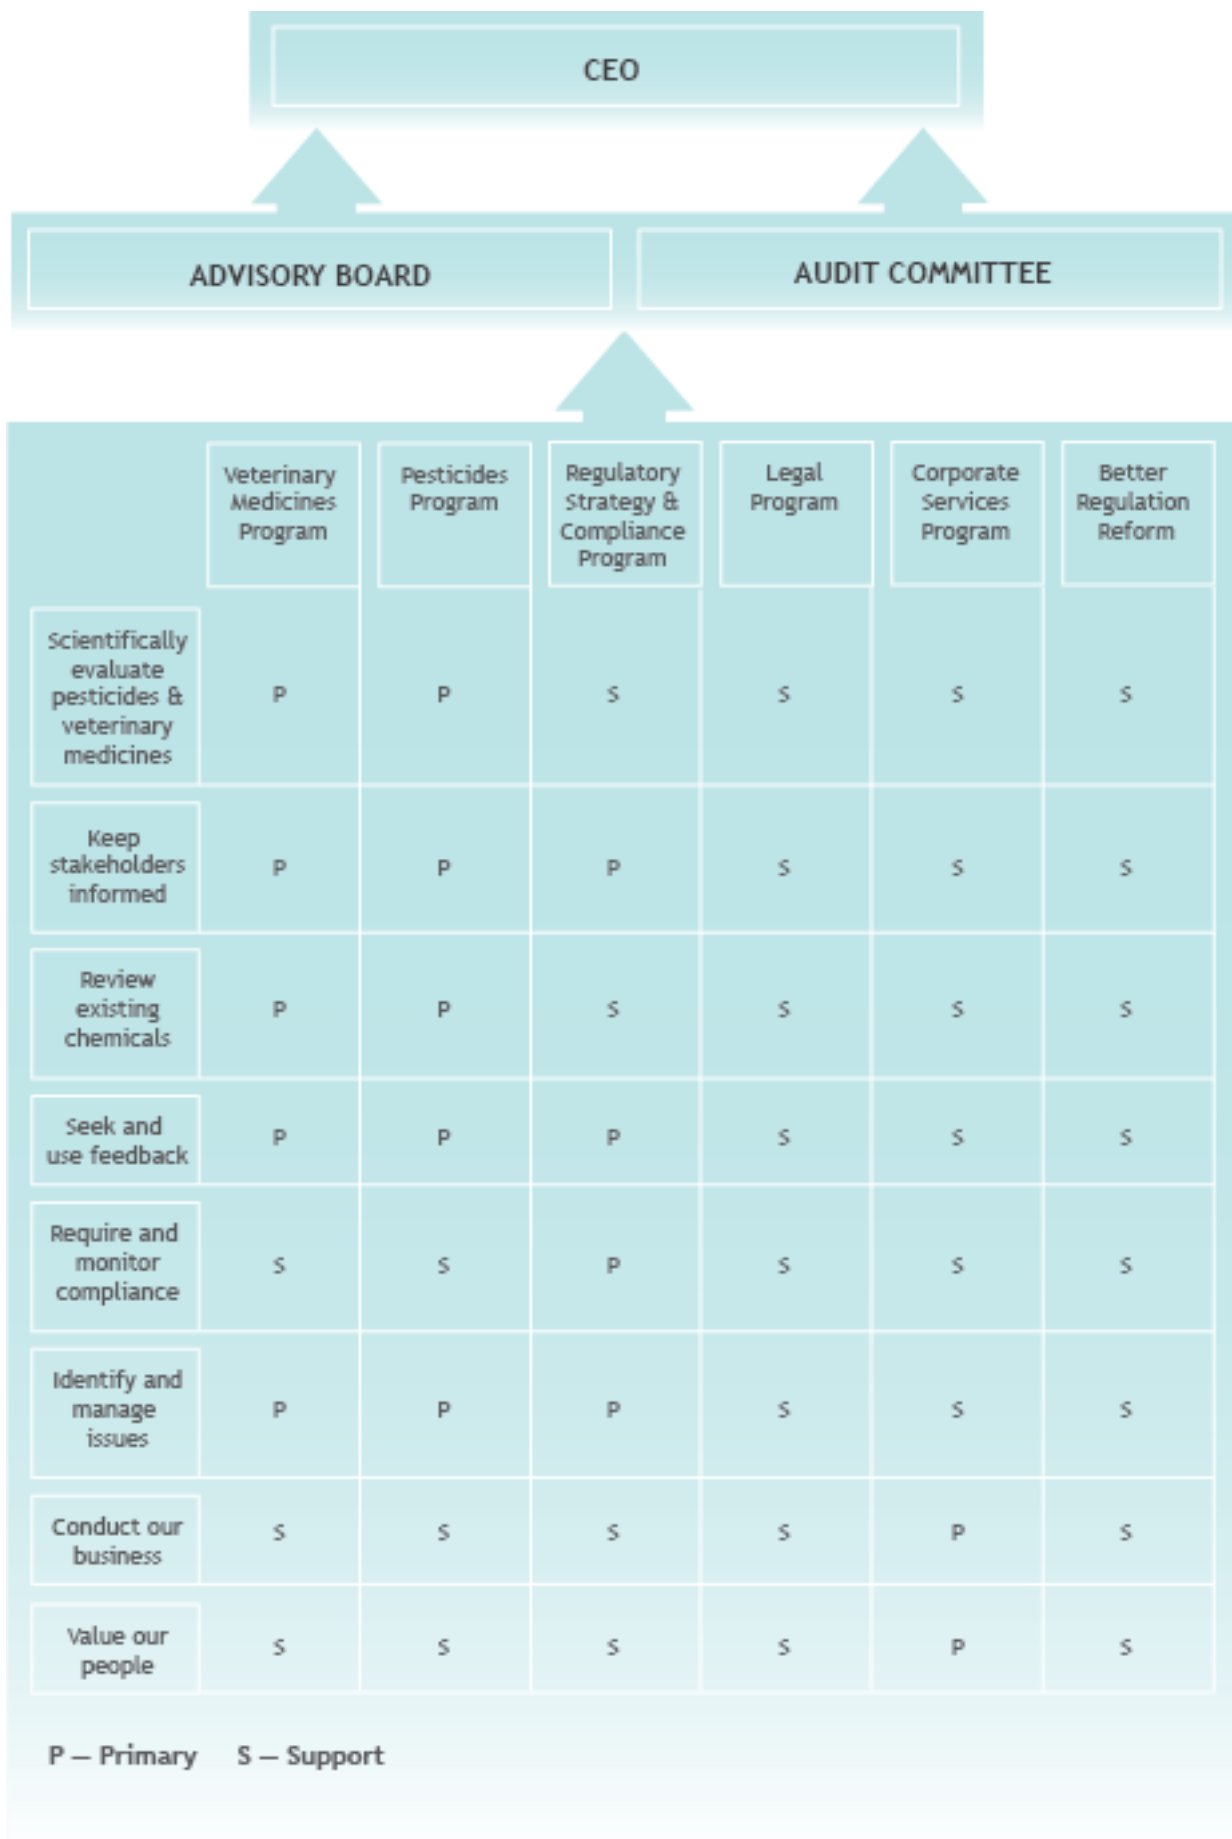 CEO
ADVISORY BOARD
AUDIT COMMITTEE
Veterinary
Medicines
Program
Pesticides
Program
Regulatory
Strategy &
Compliance
Program
Legal
Program
Corporate
Services
Program
Better
Regulation
Reform
Scientifically
evaluate
pesticides &
veterinary
medicines
P P S S S S
Keep
stakeholders
informed
P P P S S S
Review
existing
chemicals
P P S S S S
Seek and
use feedback
P P P S S S
Require and
monitor
compliance
S S P S S S
Identify and
manage
issues
P P P S S S
Conduct our
business
S S S S P S
Value our
people
S S S S P S
P — Primary S — Support